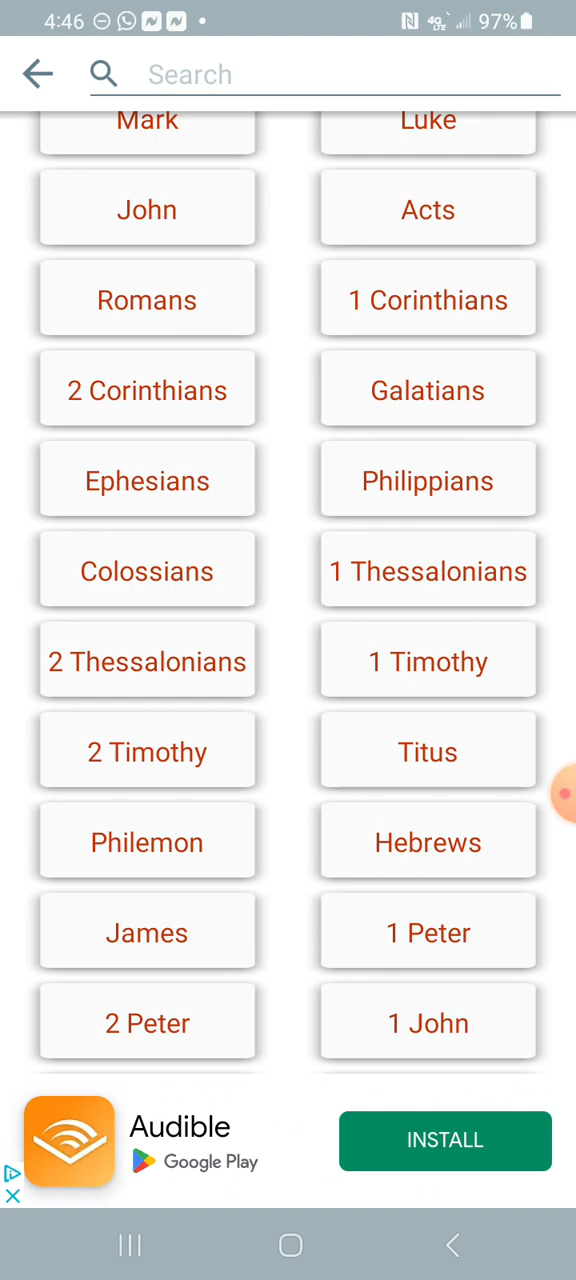 4:46
4G LTE
97%
Search
Mark
Luke
John
Acts
Romans
1 Corinthians
2 Corinthians
Galatians
Ephesians
Philippians
Colossians
1 Thessalonians
2 Thessalonians
1 Timothy
2 Timothy
Titus
Philemon
Hebrews
James
1 Peter
2 Peter
1 John
Audible
Google Play
INSTALL